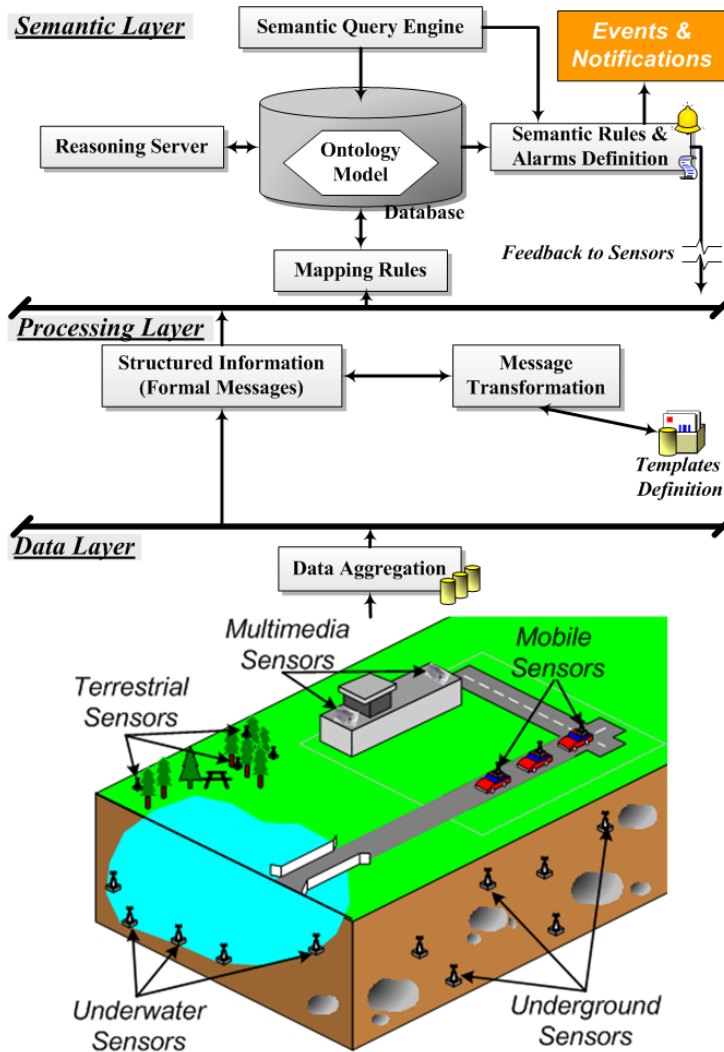 Semantic Layer
Semantic Query Engine
Events &
Notifications
Reasoning Server
Ontology
Model
Semantic Rules &
Alarms Definition
Database
Feedback to Sensors
Mapping Rules
Processing Layer
Structured Information
(Formal Messages)
Message
Transformation
Templates
Definition
Data Layer
Data Aggregation
Multimedia
Sensors
Mobile
Sensors
Terrestrial
Sensors
Underwater
Sensors
Underground
Sensors